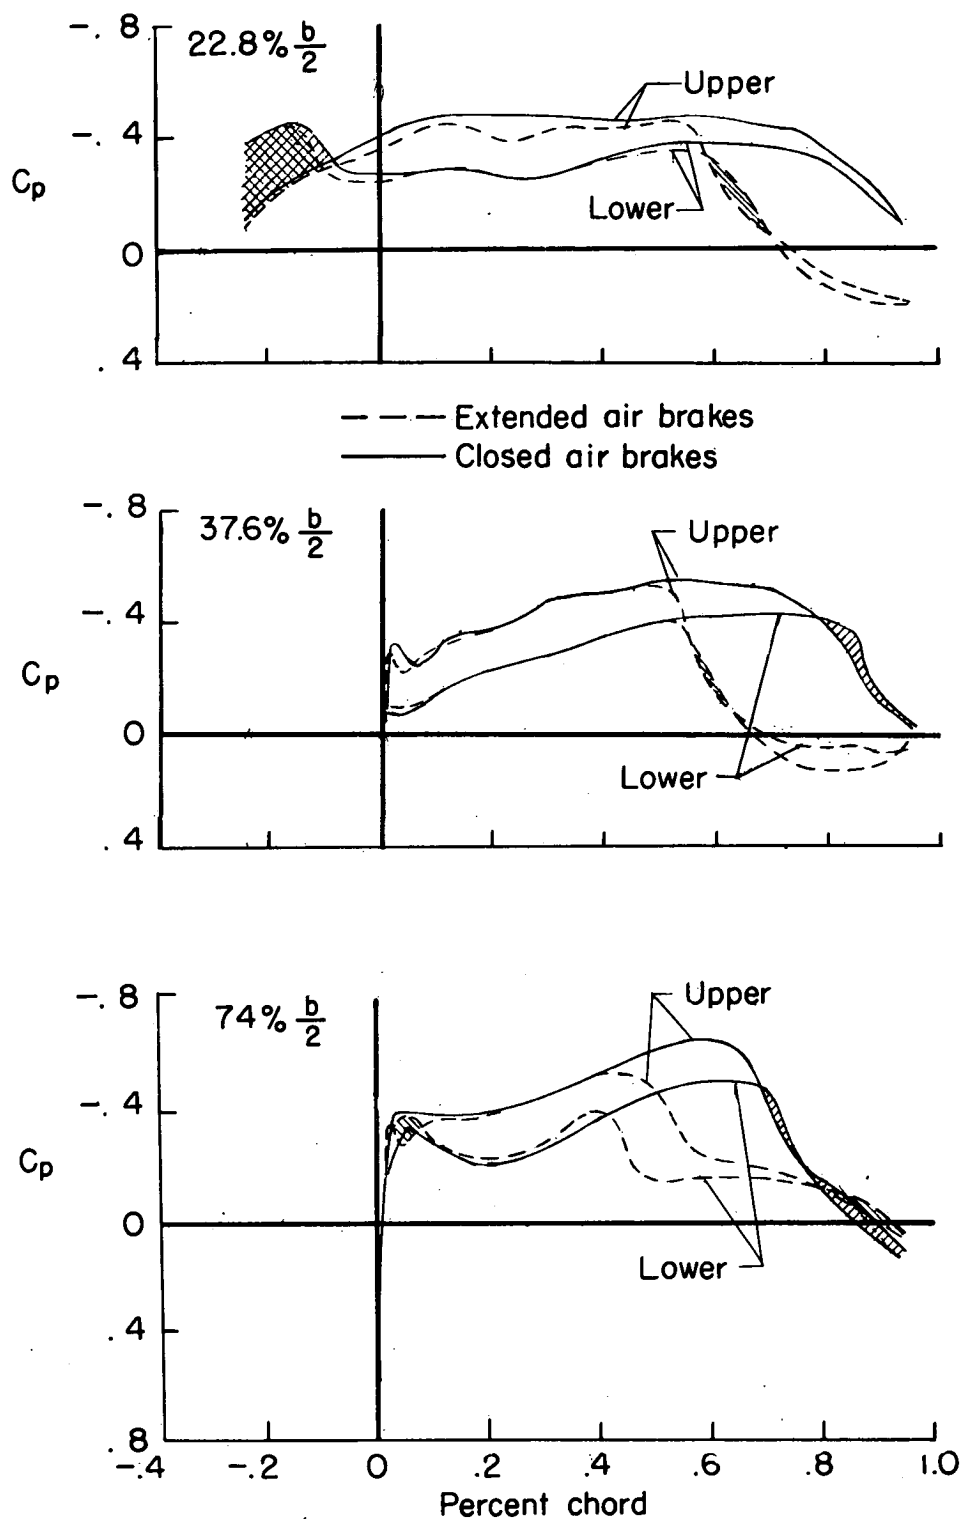 -.8
22.8% b/2
Upper
-.4
Cp
Lower
0
.4
Extended air brakes
Closed air brakes
-.8
37.6% b/2
Upper
-.4
Cp
0
Lower
.4
-.8
74% b/2
Upper
-.4
Cp
0
Lower
.4
.8
-.4 -.2 0 .2 .4 .6 .8 1.0
Percent chord